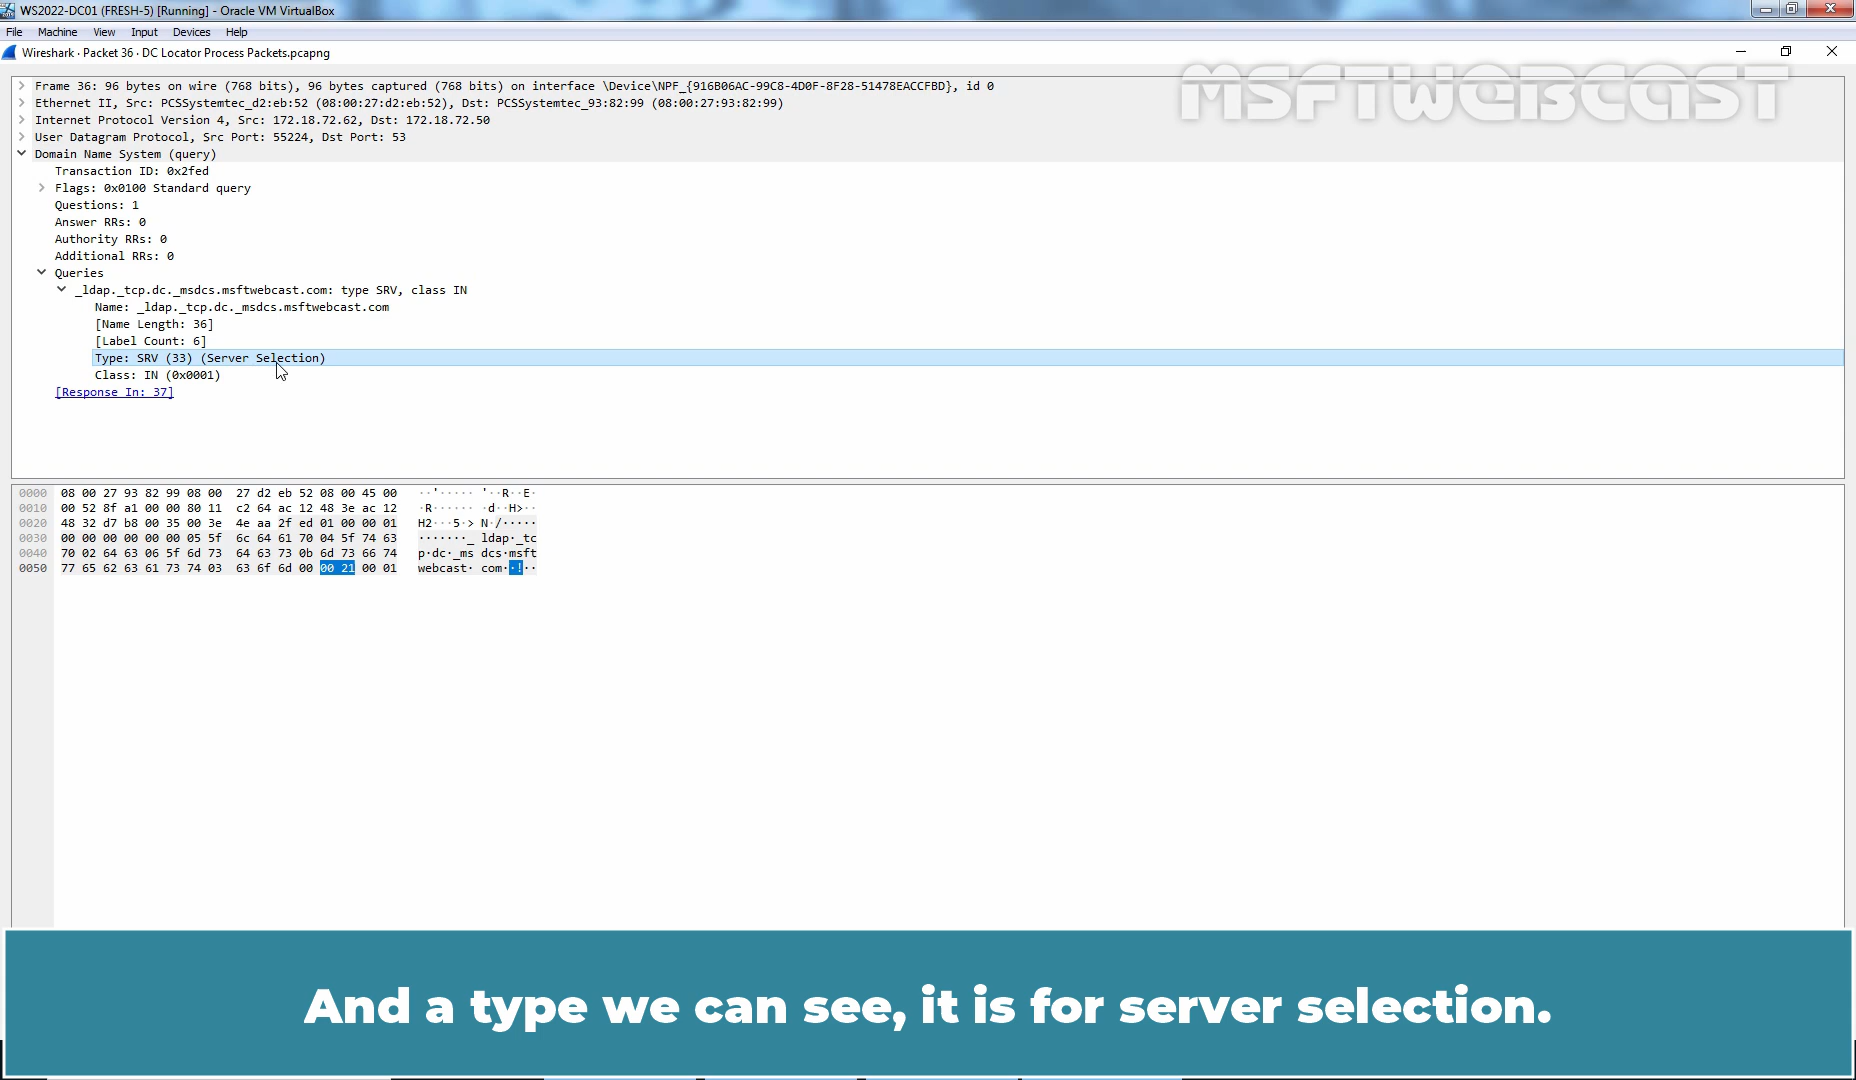 WS2022-DC01 (FRESH-5) [Running] - Oracle VM VirtualBox
File Machine View Input Devices Help
Wireshark · Packet 36 · DC Locator Process Packets.pcapng
MSFTWEBCAST
Frame 36: 96 bytes on wire (768 bits), 96 bytes captured (768 bits) on interface \Device\NPF_{916B06AC-99C8-4D0F-8F28-51478EACCFBD}, id 0
Ethernet II, Src: PCSSystemtec_d2:eb:52 (08:00:27:d2:eb:52), Dst: PCSSystemtec_93:82:99 (08:00:27:93:82:99)
Internet Protocol Version 4, Src: 172.18.72.62, Dst: 172.18.72.50
User Datagram Protocol, Src Port: 55224, Dst Port: 53
Domain Name System (query)
Transaction ID: 0x2fed
Flags: 0x0100 Standard query
Questions: 1
Answer RRs: 0
Authority RRs: 0
Additional RRs: 0
Queries
_ldap._tcp.dc._msdcs.msftwebcast.com: type SRV, class IN
Name: _ldap._tcp.dc._msdcs.msftwebcast.com
[Name Length: 36]
[Label Count: 6]
Type: SRV (33) (Server Selection)
Class: IN (0x0001)
[Response In: 37]
0000 08 00 27 93 82 99 08 00 27 d2 eb 52 08 00 45 00 ··'····· '··R··E·
0010 00 52 8f a1 00 00 80 11 c2 64 ac 12 48 3e ac 12 ·R······ ·d··H>··
0020 48 32 d7 b8 00 35 00 3e 4e aa 2f ed 01 00 00 01 H2···5·> N·/·····
0030 00 00 00 00 00 00 05 5f 6c 64 61 70 04 5f 74 63 ·······_ ldap·_tc
0040 70 02 64 63 06 5f 6d 73 64 63 73 0b 6d 73 66 74 p·dc·_ms dcs·msft
0050 77 65 62 63 61 73 74 03 63 6f 6d 00 00 21 00 01 webcast· com··!··
And a type we can see, it is for server selection.